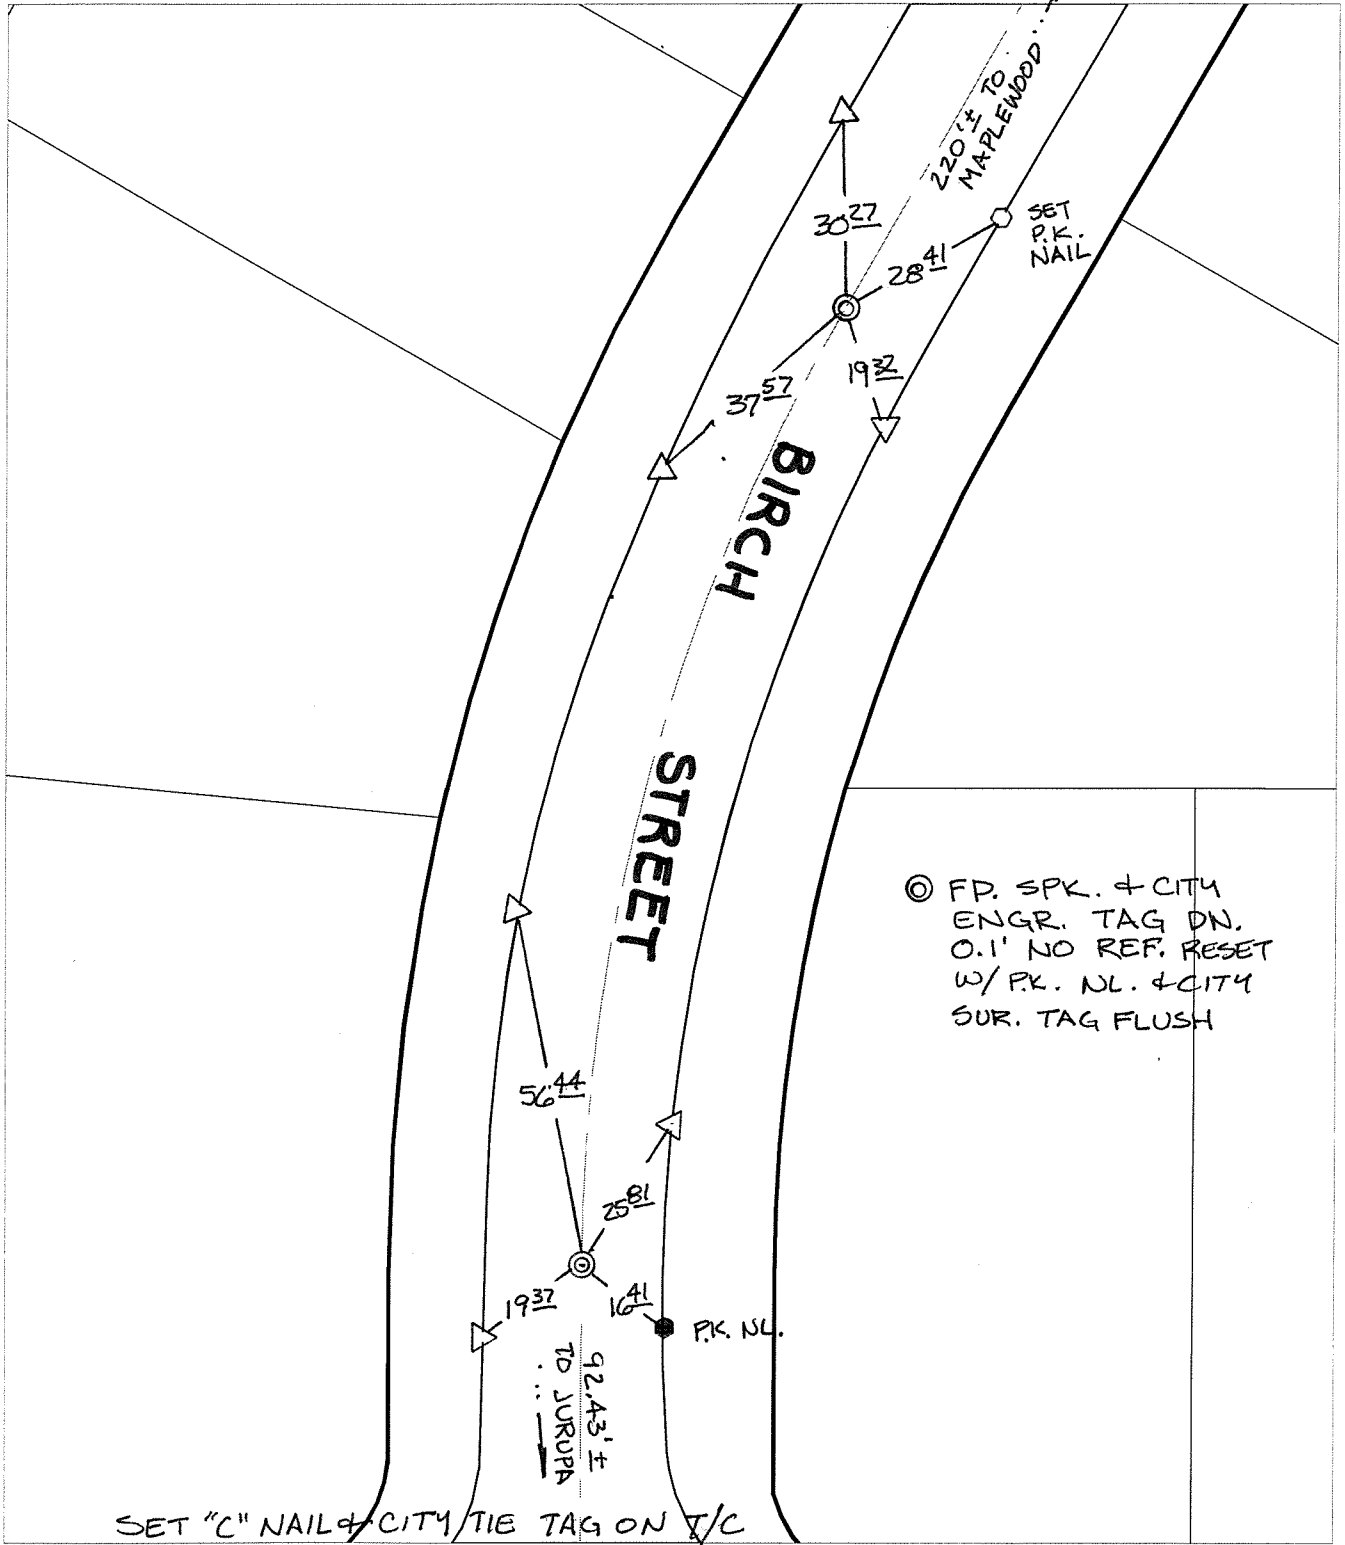 220'± TO
MAPLEWOOD
SET
P.K.
NAIL
30 27
28 41
37 57
19 32
BIRCH
STREET
FD. SPK. & CITY
ENGR. TAG DN.
0.1' NO REF. RESET
W/ P.K. NL. & CITY
SUR. TAG FLUSH
56 44
25 81
19 37
16 41
P.K. NL.
92.43'±
TO JURUPA
SET "C" NAIL & CITY TIE TAG ON T/C